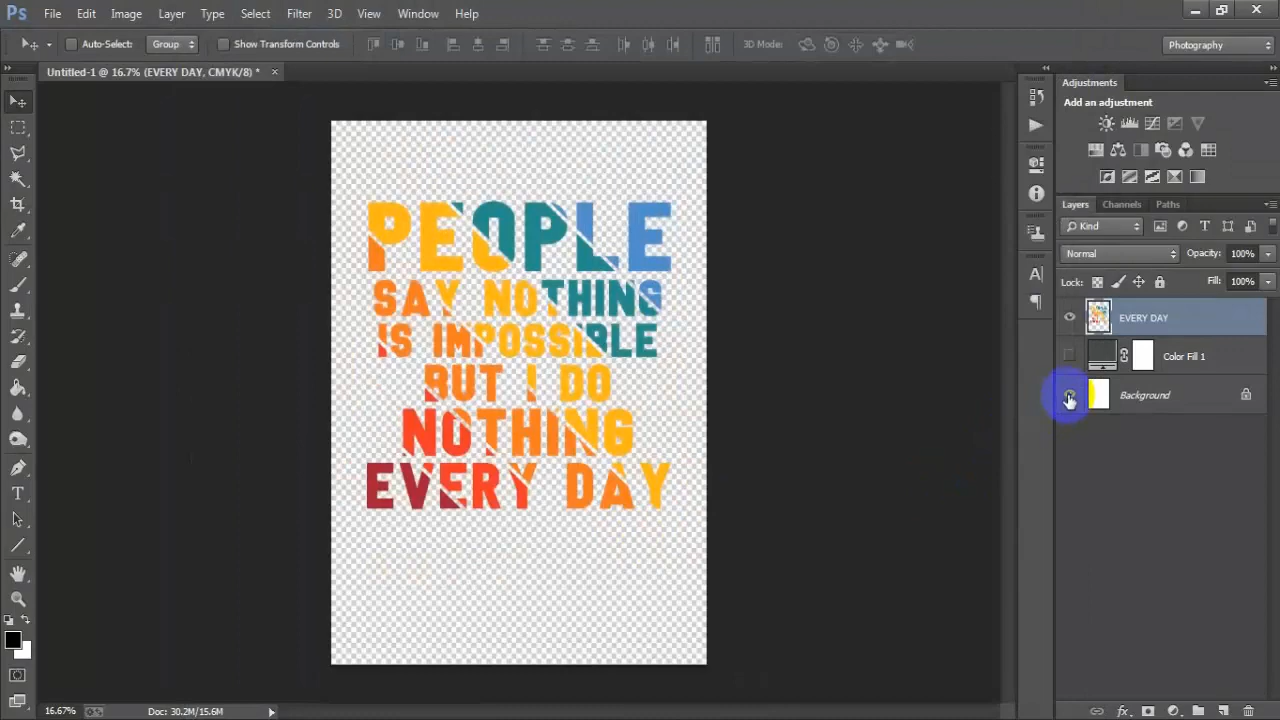 Ps File Edit Image Layer Type Select Filter 3D View Window Help
Auto-Select: Group Show Transform Controls 3D Mode: Photography
Untitled-1 @ 16.7% (EVERY DAY, CMYK/8) * ×
Adjustments
Add an adjustment
Layers Channels Paths
Kind
Normal Opacity: 100%
Lock: Fill: 100%
EVERY DAY
Color Fill 1
Background
PEOPLE
SAY NOTHING
IS IMPOSSIBLE
BUT I DO
NOTHING
EVERY DAY
16.67% Doc: 30.2M/15.6M